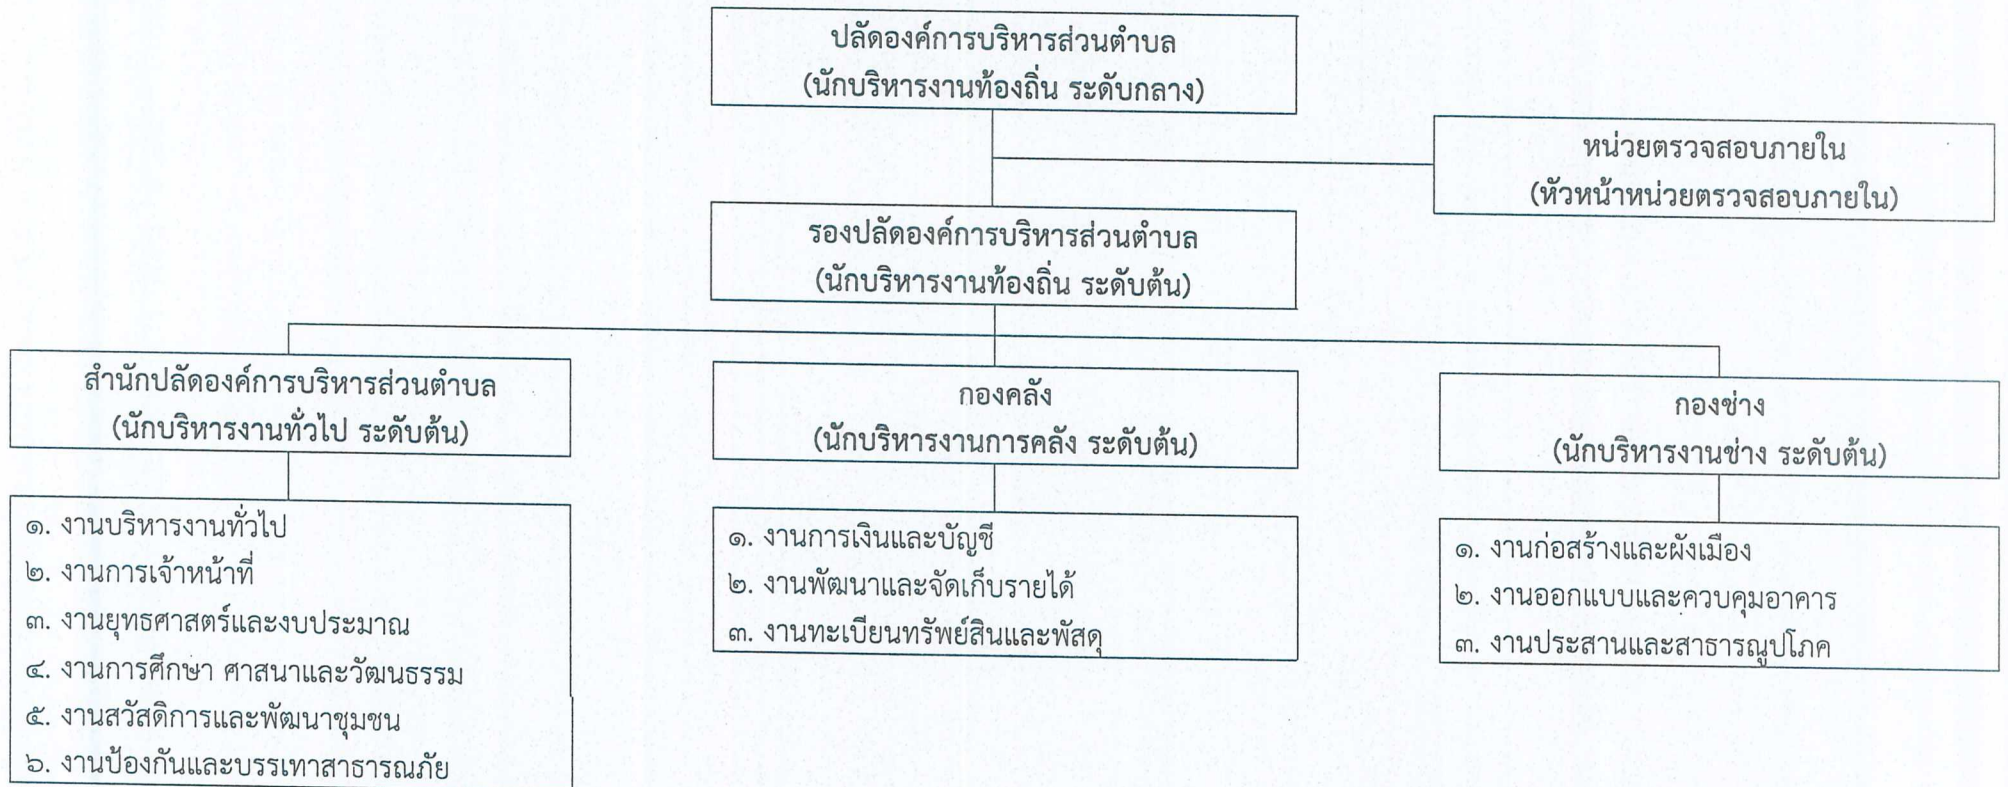 ปลัดองค์การบริหารส่วนตำบล
(นักบริหารงานท้องถิ่น ระดับกลาง)
หน่วยตรวจสอบภายใน
(หัวหน้าหน่วยตรวจสอบภายใน)
รองปลัดองค์การบริหารส่วนตำบล
(นักบริหารงานท้องถิ่น ระดับต้น)
สำนักปลัดองค์การบริหารส่วนตำบล
(นักบริหารงานทั่วไป ระดับต้น)
๑. งานบริหารงานทั่วไป
๒. งานการเจ้าหน้าที่
๓. งานยุทธศาสตร์และงบประมาณ
๔. งานการศึกษา ศาสนาและวัฒนธรรม
๕. งานสวัสดิการและพัฒนาชุมชน
๖. งานป้องกันและบรรเทาสาธารณภัย
กองคลัง
(นักบริหารงานการคลัง ระดับต้น)
๑. งานการเงินและบัญชี
๒. งานพัฒนาและจัดเก็บรายได้
๓. งานทะเบียนทรัพย์สินและพัสดุ
กองช่าง
(นักบริหารงานช่าง ระดับต้น)
๑. งานก่อสร้างและผังเมือง
๒. งานออกแบบและควบคุมอาคาร
๓. งานประสานและสาธารณูปโภค